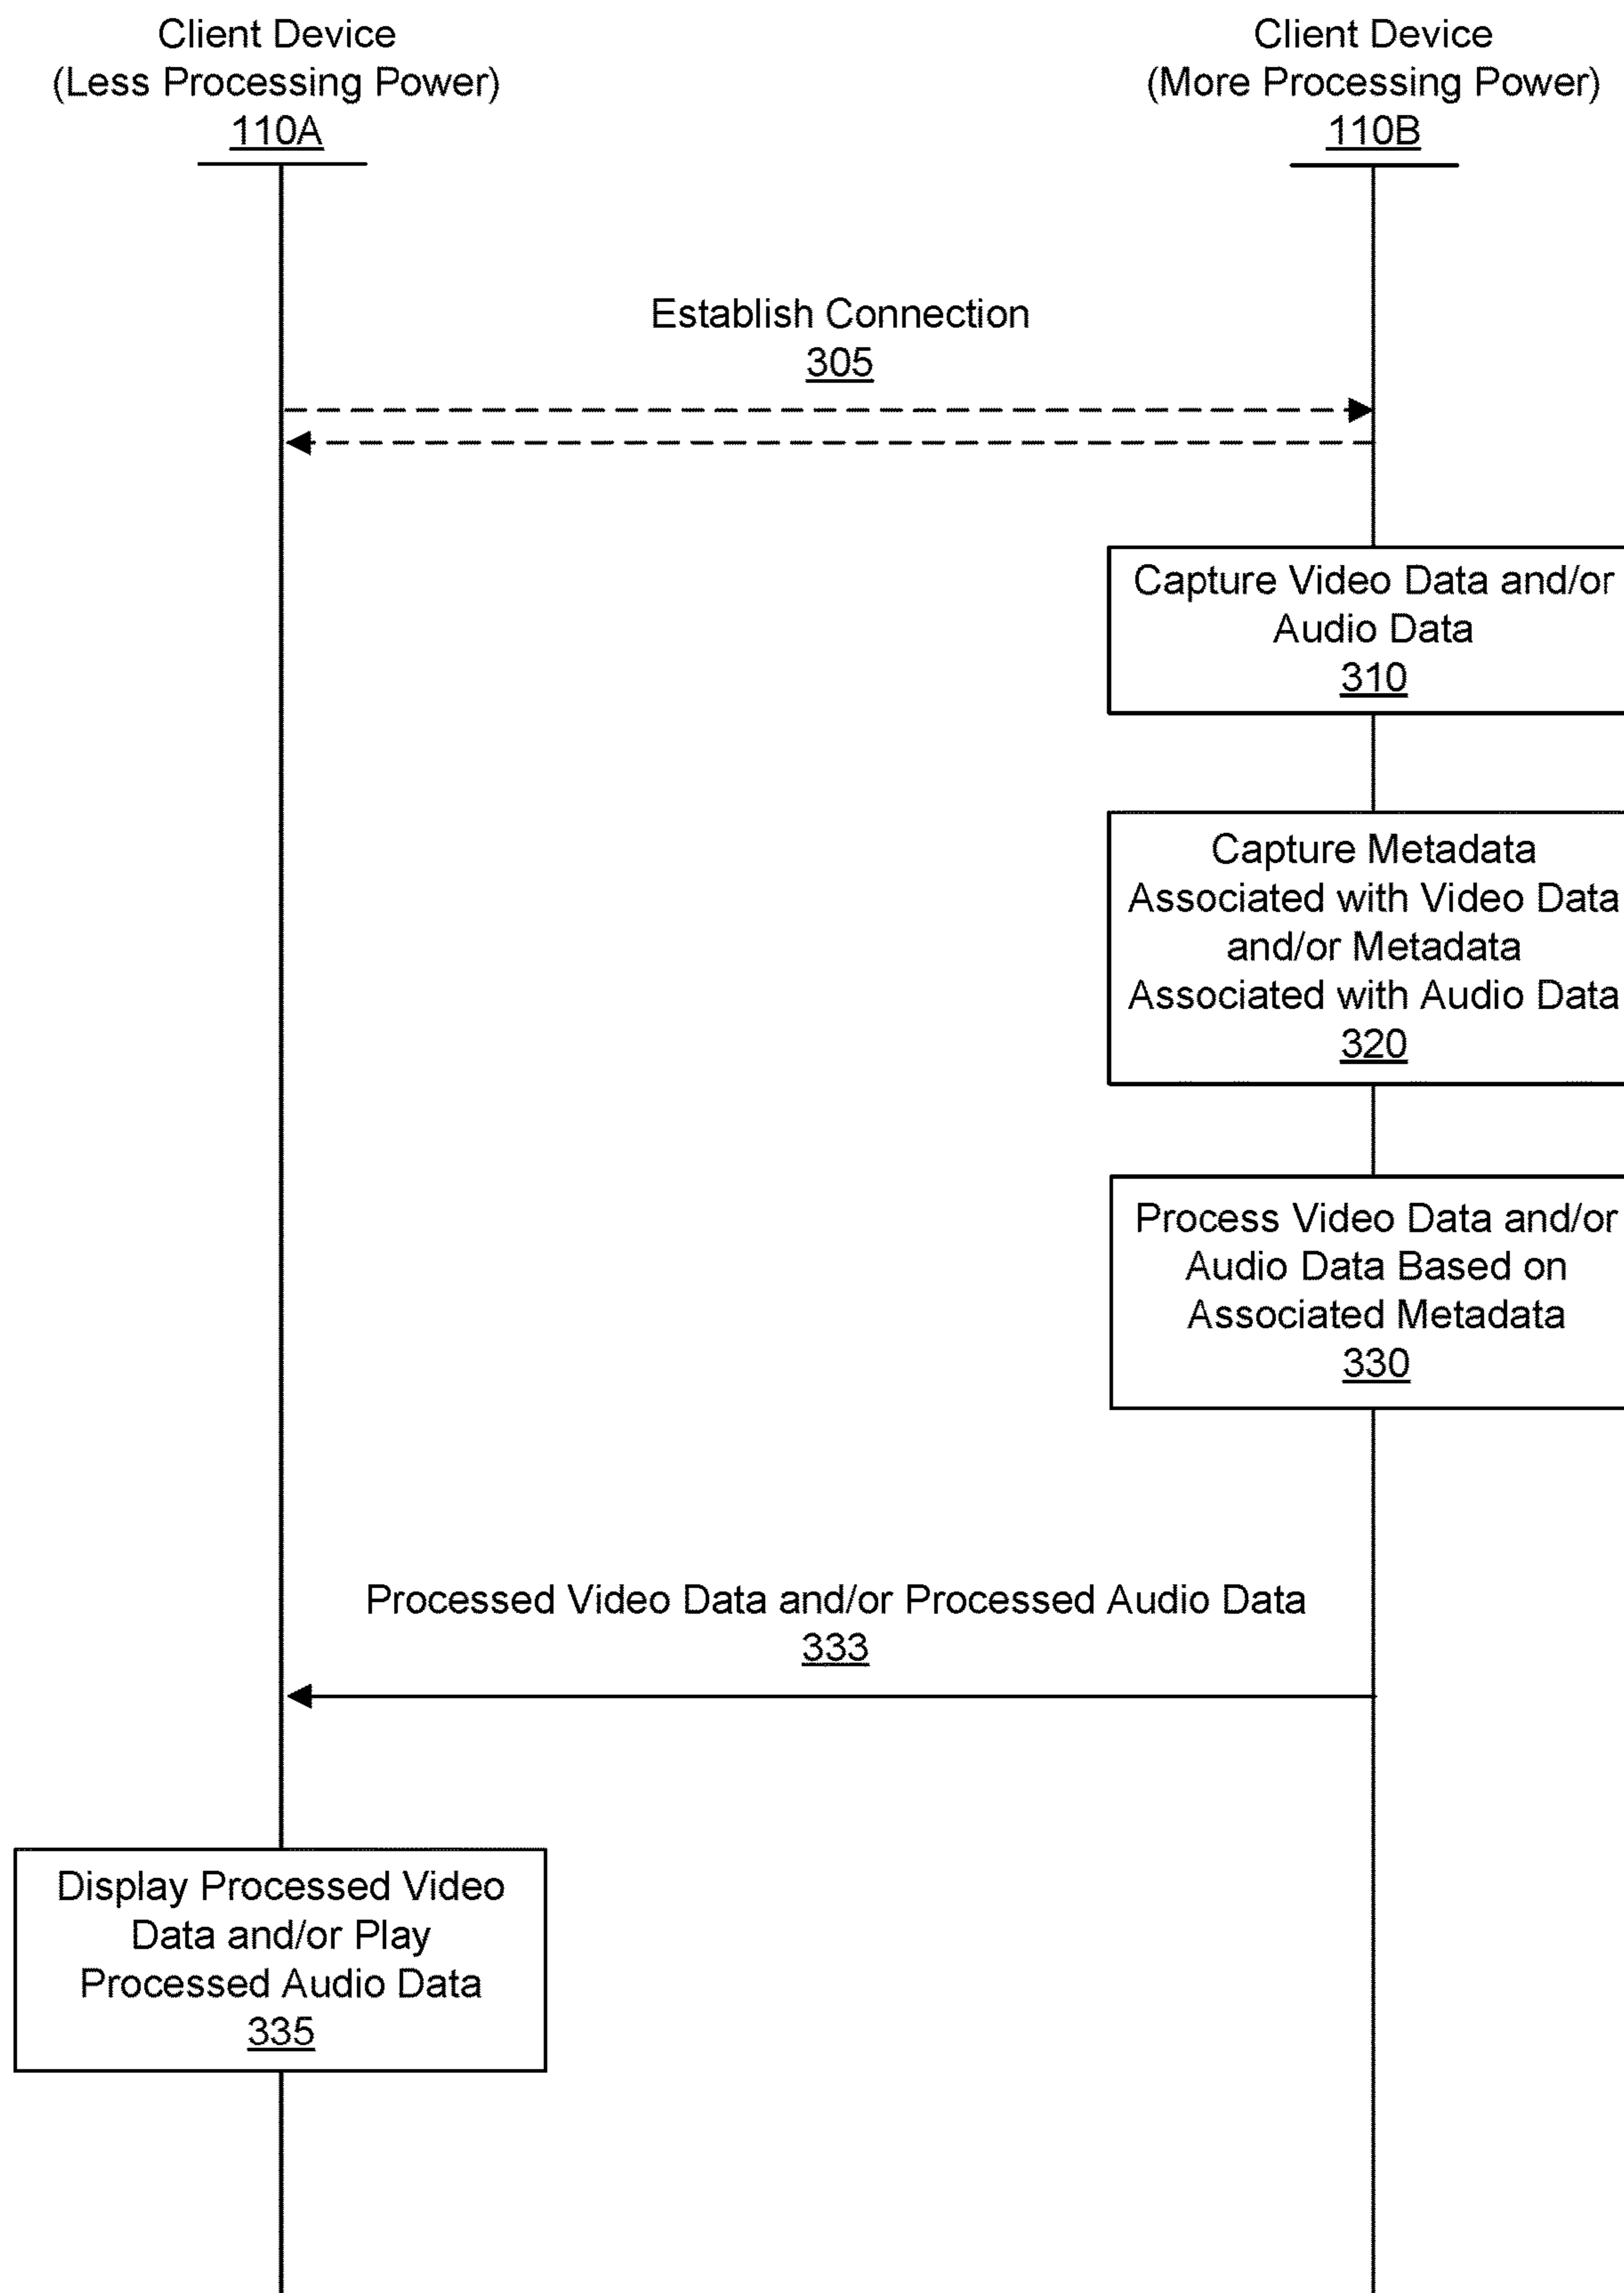 Client Device
(Less Processing Power)
110A
Client Device
(More Processing Power)
110B
Establish Connection
305
Capture Video Data and/or
Audio Data
310
Capture Metadata
Associated with Video Data
and/or Metadata
Associated with Audio Data
320
Process Video Data and/or
Audio Data Based on
Associated Metadata
330
Processed Video Data and/or Processed Audio Data
333
Display Processed Video
Data and/or Play
Processed Audio Data
335